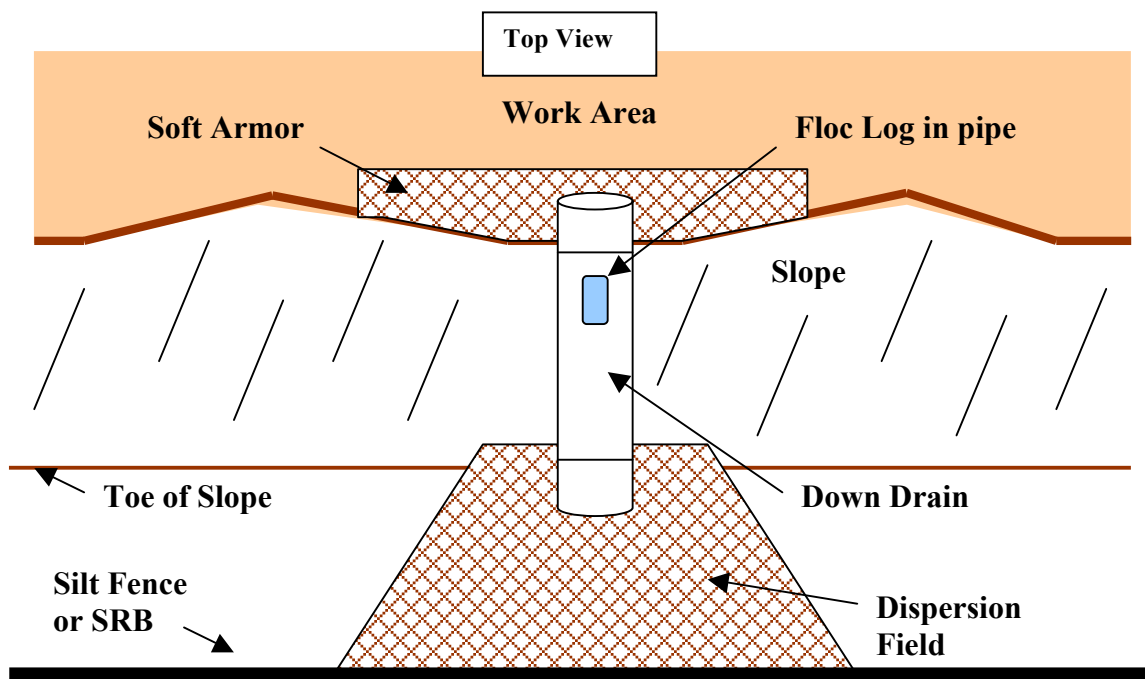 Top View
Work Area
Soft Armor
Floc Log in pipe
Slope
Toe of Slope
Down Drain
Silt Fence
or SRB
Dispersion
Field